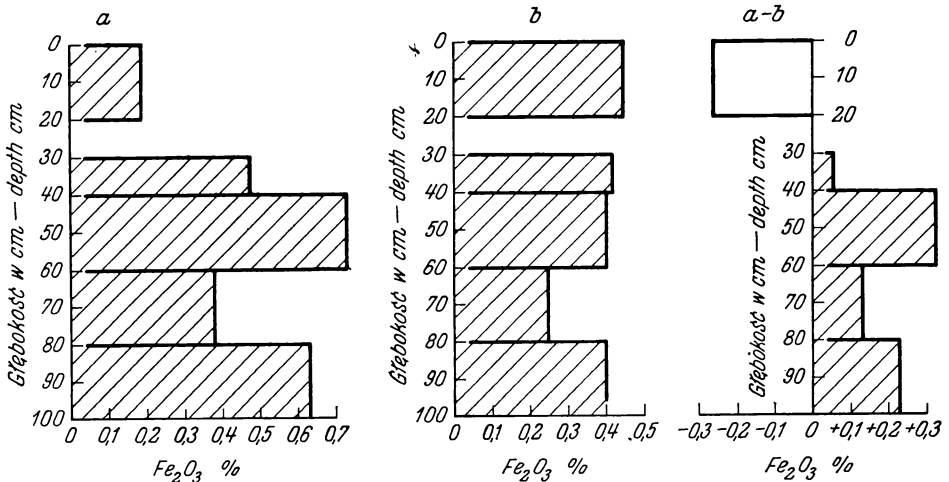 a
0
10
20
30
40
50
60
70
80
90
100
Głębokość w cm — depth cm
0 0,1 0,2 0,3 0,4 0,5 0,6 0,7
Fe₂O₃ %
b
0
10
20
30
40
50
60
70
80
90
100
Głębokość w cm — depth cm
0 0,1 0,2 0,3 0,4 0,5
Fe₂O₃ %
a-b
0
10
20
30
40
50
60
70
80
90
Głębokość w cm — depth cm
-0,3 -0,2 -0,1 0 +0,1 +0,2 +0,3
Fe₂O₃ %